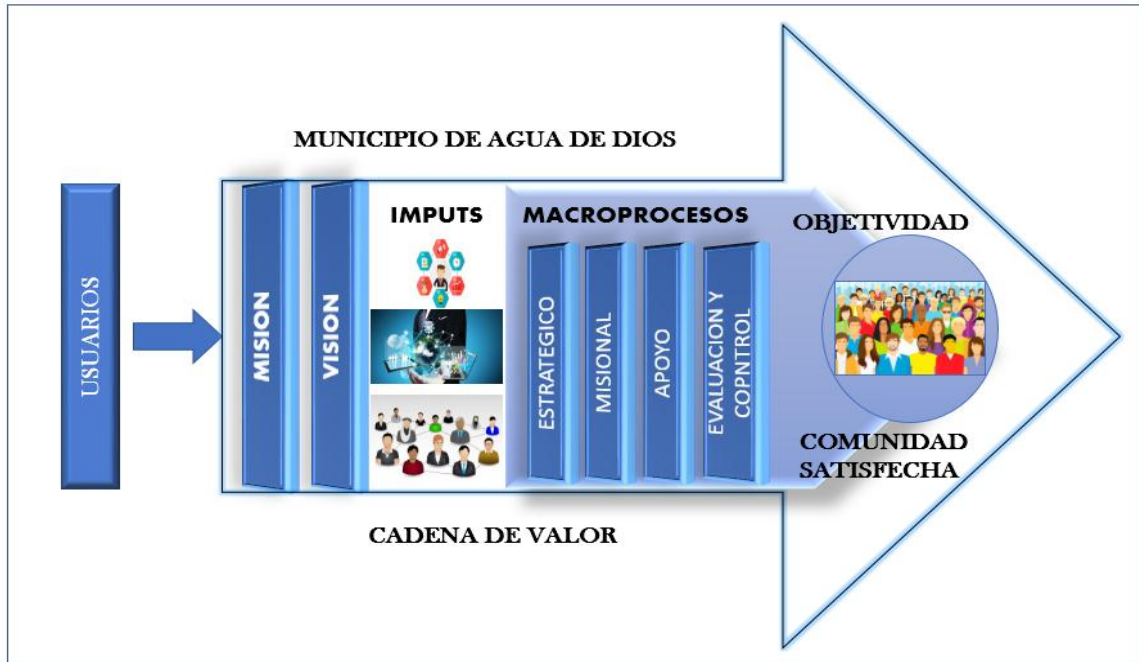 MUNICIPIO DE AGUA DE DIOS
USUARIOS
MISION
VISION
IMPUTS
MACROPROCESOS
ESTRATEGICO
MISIONAL
APOYO
EVALUACION Y
COPNTROL
OBJETIVIDAD
COMUNIDAD
SATISFECHA
CADENA DE VALOR